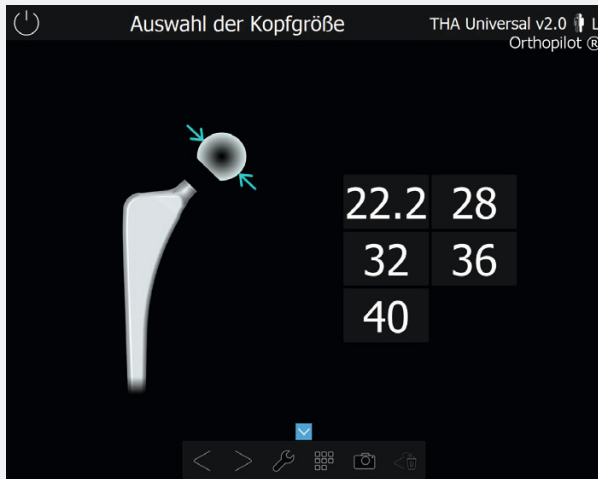 Auswahl der Kopfgröße
THA Universal v2.0 L
Orthopilot ®
22.2 28
32 36
40